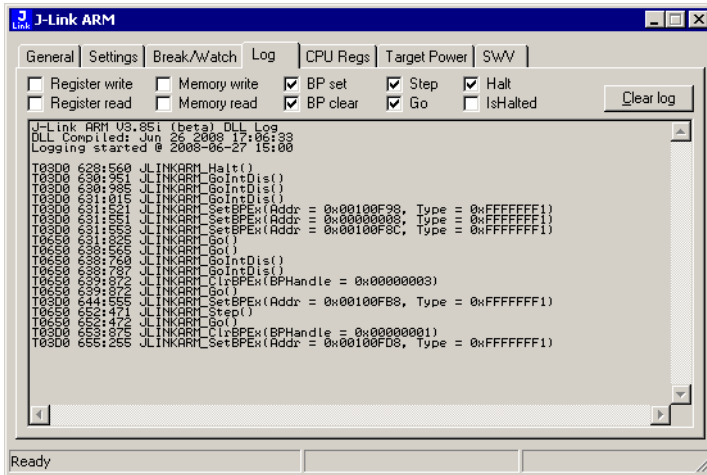 J-Link J-Link ARM
General Settings Break/Watch Log CPU Regs Target Power SWV
Register write Memory write BP set Step Halt
Register read Memory read BP clear Go IsHalted
Clear log
J-Link ARM V3.85i (beta) DLL Log
DLL Compiled: Jun 26 2008 17:06:33
Logging started @ 2008-06-27 15:00
T03D0 628:560 JLINKARM_Halt()
T03D0 630:951 JLINKARM_GoIntDis()
T03D0 630:985 JLINKARM_GoIntDis()
T03D0 631:015 JLINKARM_GoIntDis()
T03D0 631:521 JLINKARM_SetBPEx(Addr = 0x00100F98, Type = 0xFFFFFFF1)
T03D0 631:551 JLINKARM_SetBPEx(Addr = 0x00000008, Type = 0xFFFFFFF1)
T03D0 631:553 JLINKARM_SetBPEx(Addr = 0x00100F8C, Type = 0xFFFFFFF1)
T0650 631:825 JLINKARM_Go()
T0650 638:565 JLINKARM_Go()
T03D0 638:760 JLINKARM_GoIntDis()
T03D0 638:787 JLINKARM_GoIntDis()
T0650 639:872 JLINKARM_ClrBPEx(BPHandle = 0x00000003)
T0650 639:872 JLINKARM_Go()
T03D0 644:555 JLINKARM_SetBPEx(Addr = 0x00100FB8, Type = 0xFFFFFFF1)
T0650 652:471 JLINKARM_Step()
T0650 652:472 JLINKARM_Go()
T03D0 653:875 JLINKARM_ClrBPEx(BPHandle = 0x00000001)
T03D0 655:255 JLINKARM_SetBPEx(Addr = 0x00100FD8, Type = 0xFFFFFFF1)
Ready